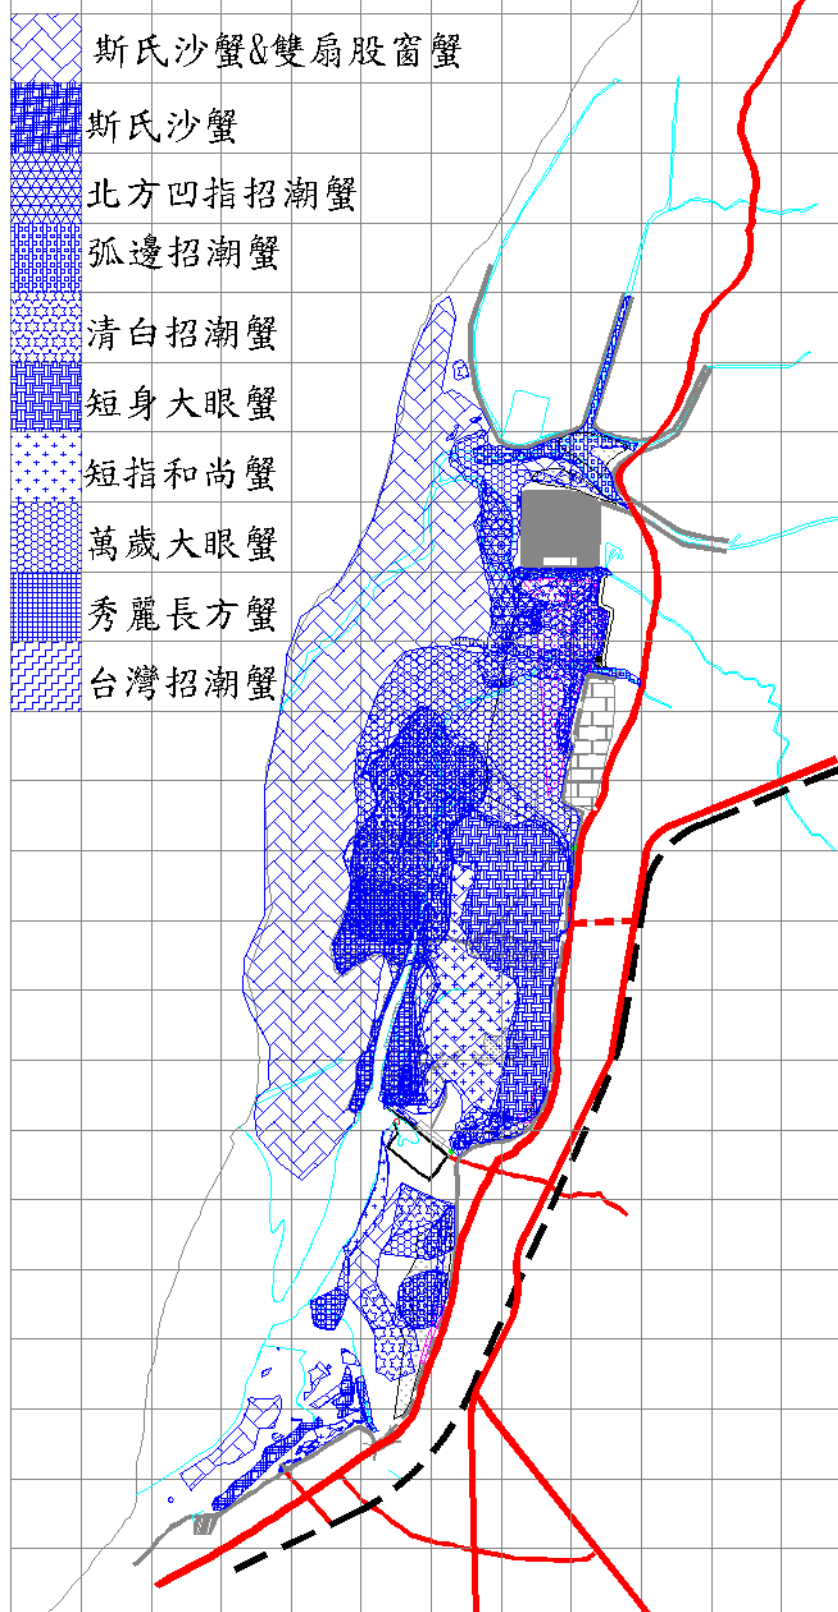 斯氏沙蟹&雙扇股窗蟹
斯氏沙蟹
北方凹指招潮蟹
弧邊招潮蟹
清白招潮蟹
短身大眼蟹
短指和尚蟹
萬歲大眼蟹
秀麗長方蟹
台灣招潮蟹